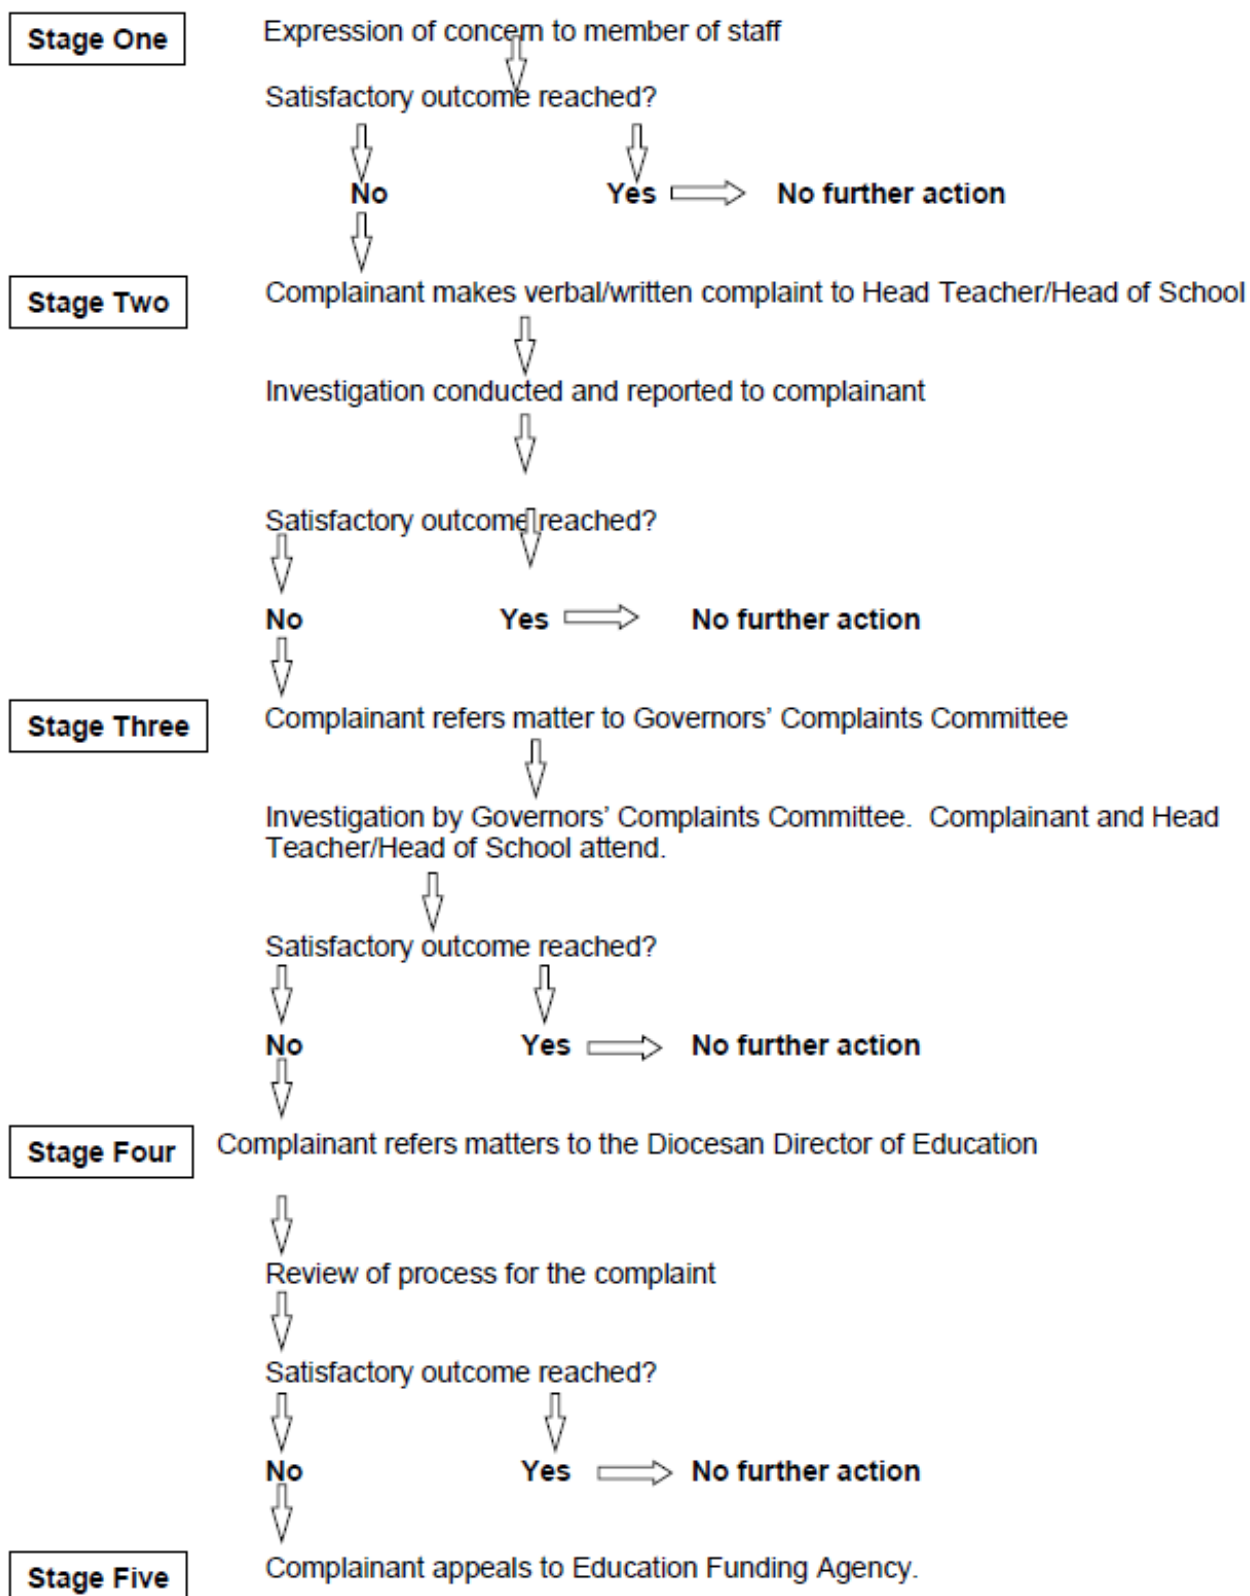 Stage One
Expression of concern to member of staff
Satisfactory outcome reached?
No Yes No further action
Stage Two
Complainant makes verbal/written complaint to Head Teacher/Head of School
Investigation conducted and reported to complainant
Satisfactory outcome reached?
No Yes No further action
Stage Three
Complainant refers matter to Governors’ Complaints Committee
Investigation by Governors’ Complaints Committee. Complainant and Head
Teacher/Head of School attend.
Satisfactory outcome reached?
No Yes No further action
Stage Four
Complainant refers matters to the Diocesan Director of Education
Review of process for the complaint
Satisfactory outcome reached?
No Yes No further action
Stage Five
Complainant appeals to Education Funding Agency.